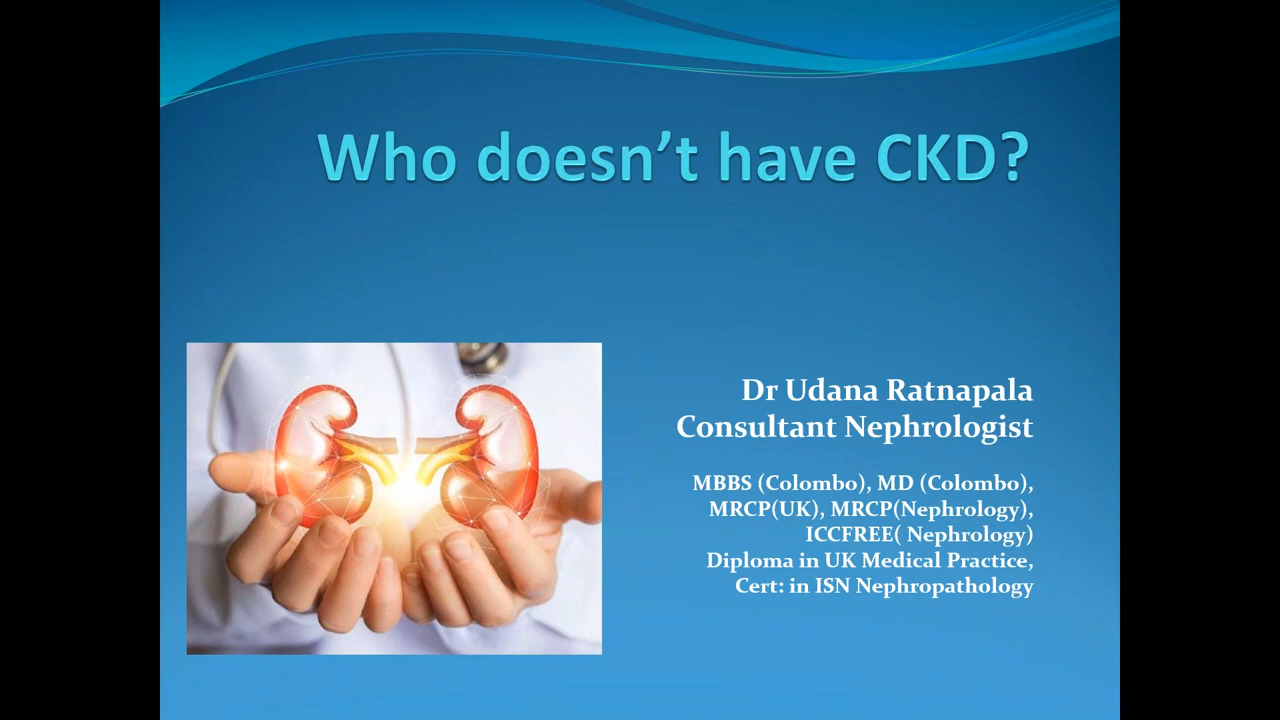 Who doesn’t have CKD?
Dr Udana Ratnapala
Consultant Nephrologist
MBBS (Colombo), MD (Colombo),
MRCP(UK), MRCP(Nephrology),
ICCFREE( Nephrology)
Diploma in UK Medical Practice,
Cert: in ISN Nephropathology